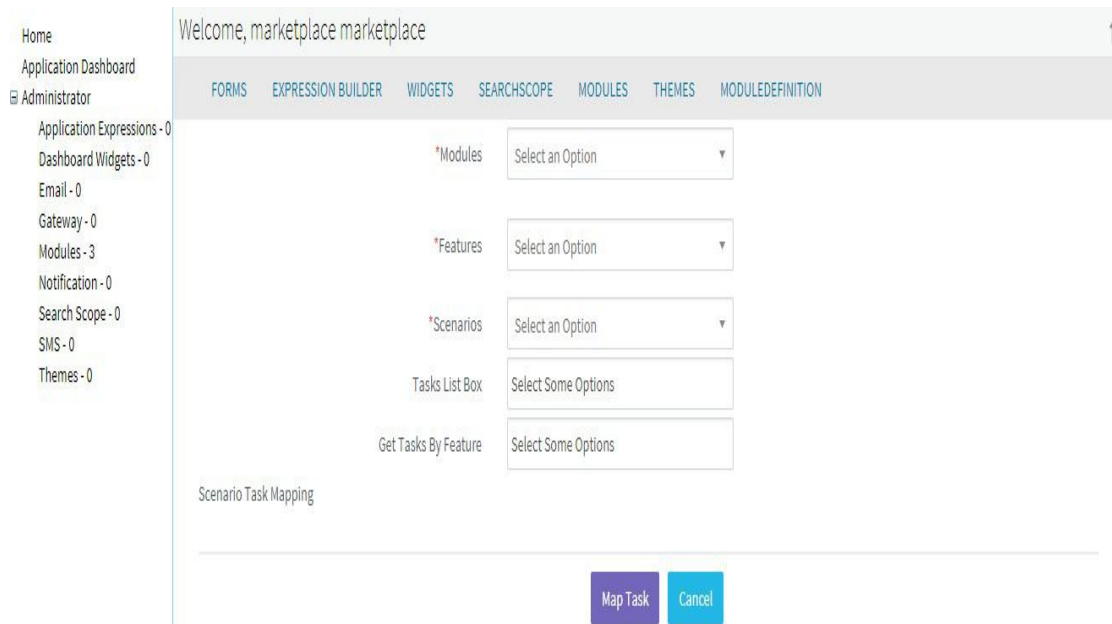 Home
Application Dashboard
Administrator
Application Expressions - 0
Dashboard Widgets - 0
Email - 0
Gateway - 0
Modules - 3
Notification - 0
Search Scope - 0
SMS - 0
Themes - 0
Welcome, marketplace marketplace
FORMS EXPRESSION BUILDER WIDGETS SEARCHSCOPE MODULES THEMES MODULEDEFINITION
*Modules Select an Option
*Features Select an Option
*Scenarios Select an Option
Tasks List Box Select Some Options
Get Tasks By Feature Select Some Options
Scenario Task Mapping
Map Task Cancel